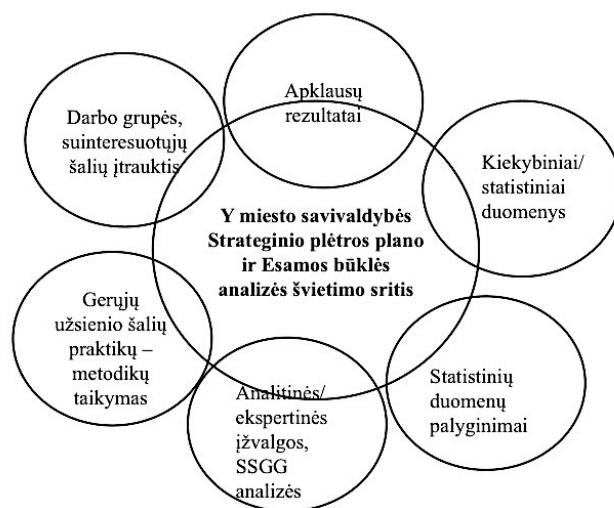 Apklausų
rezultatai
Darbo grupės,
suinteresuotųjų
šalių įtrauktis
Kiekybiniai/
statistiniai
duomenys
Y miesto savivaldybės
Strateginio plėtros plano
ir Esamos būklės
analizės švietimo sritis
Gerųjų
užsienio šalių
praktikų –
metodikų
taikymas
Statistinių
duomenų
palyginimai
Analitinės/
ekspertinės
įžvalgos,
SSGG
analizės